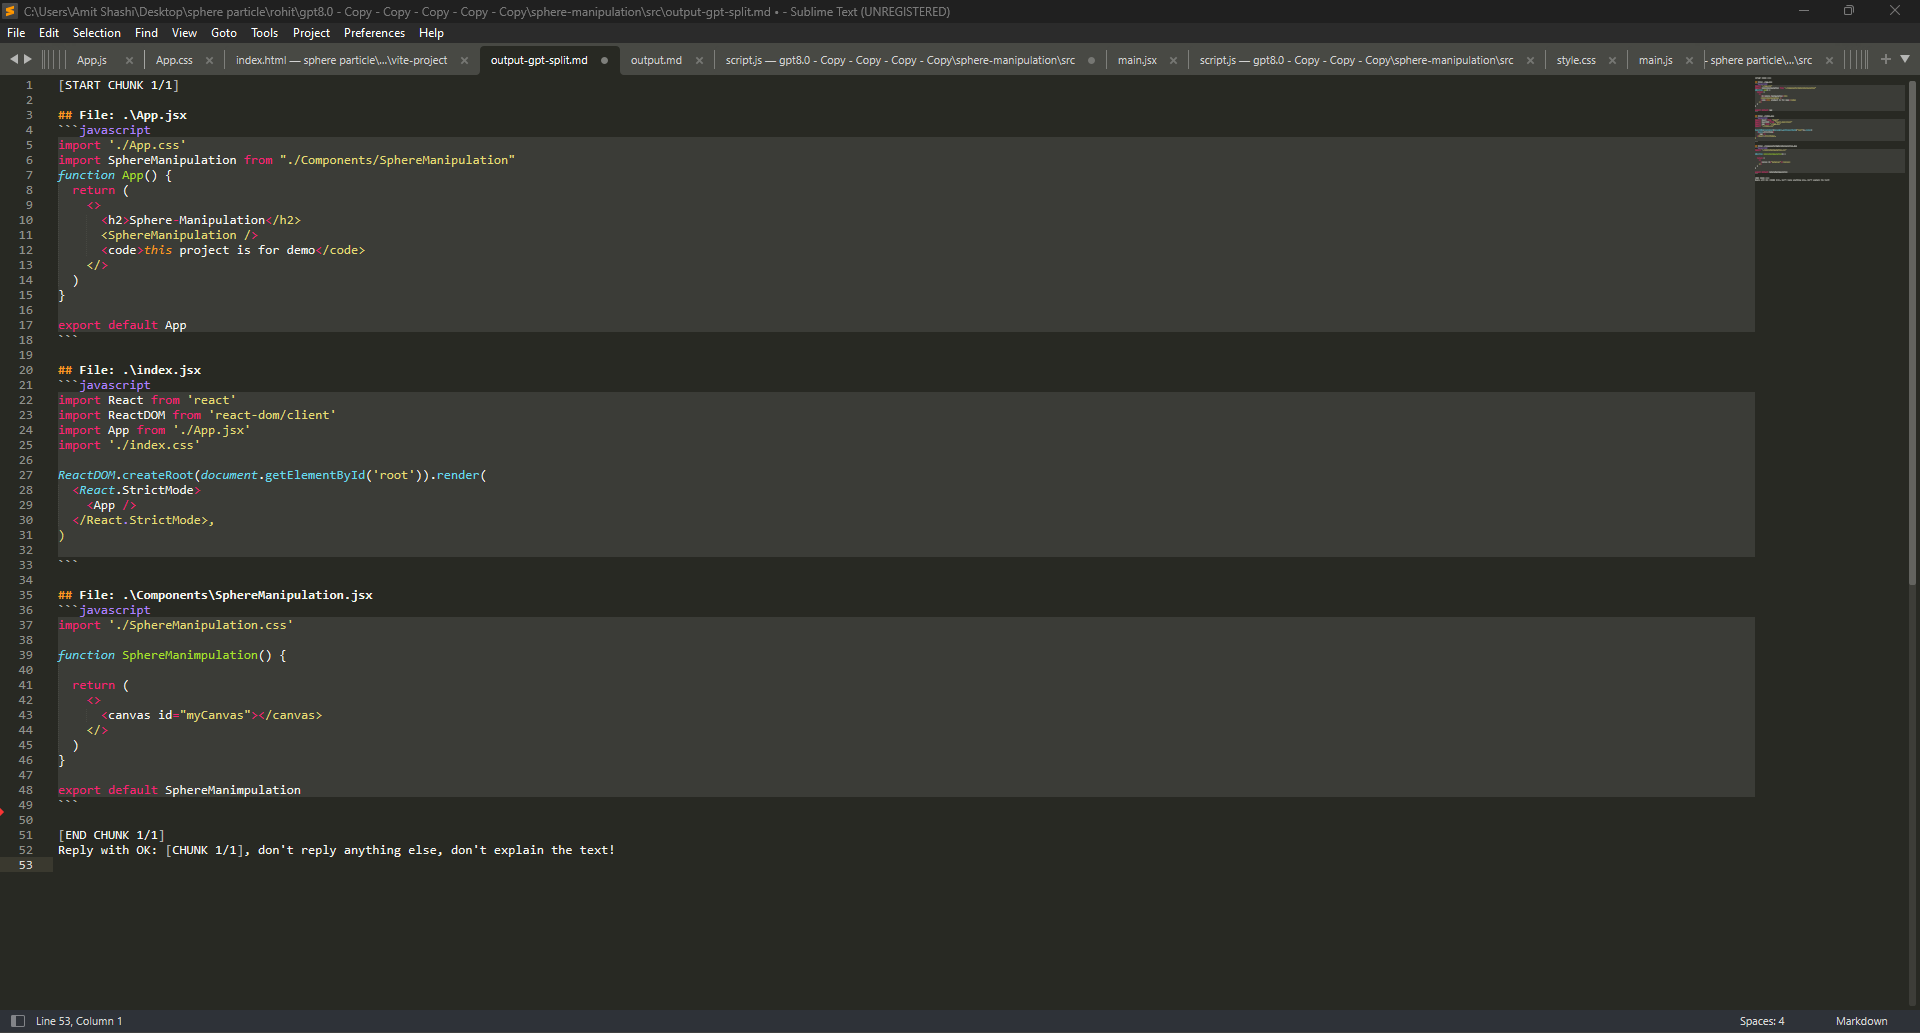 C:\Users\Amit Shashi\Desktop\sphere particle\rohit\gpt8.0 - Copy - Copy - Copy - Copy - Copy\sphere-manipulation\src\output-gpt-split.md • - Sublime Text (UNREGISTERED)
File Edit Selection Find View Goto Tools Project Preferences Help
App.js App.css index.html — sphere particle\...\vite-project output-gpt-split.md output.md script.js — gpt8.0 - Copy - Copy - Copy - Copy\sphere-manipulation\src main.jsx script.js — gpt8.0 - Copy - Copy - Copy - Copy\sphere-manipulation\src style.css main.js - sphere particle\...\src
1 [START CHUNK 1/1]
2
3 ## File: .\App.jsx
4 ```javascript
5 import './App.css'
6 import SphereManipulation from "./Components/SphereManipulation"
7 function App() {
8 return (
9 <>
10 <h2>Sphere-Manipulation</h2>
11 <SphereManipulation />
12 <code>this project is for demo</code>
13 </>
14 )
15 }
16
17 export default App
18 ```
19
20 ## File: .\index.jsx
21 ```javascript
22 import React from 'react'
23 import ReactDOM from 'react-dom/client'
24 import App from './App.jsx'
25 import './index.css'
26
27 ReactDOM.createRoot(document.getElementById('root')).render(
28 <React.StrictMode>
29 <App />
30 </React.StrictMode>,
31 )
32
33 ```
34
35 ## File: .\Components\SphereManipulation.jsx
36 ```javascript
37 import './SphereManipulation.css'
38
39 function SphereManimpulation() {
40
41 return (
42 <>
43 <canvas id="myCanvas"></canvas>
44 </>
45 )
46 }
47
48 export default SphereManimpulation
49 ```
50
51 [END CHUNK 1/1]
52 Reply with OK: [CHUNK 1/1], don't reply anything else, don't explain the text!
53
Line 53, Column 1 Spaces: 4 Markdown